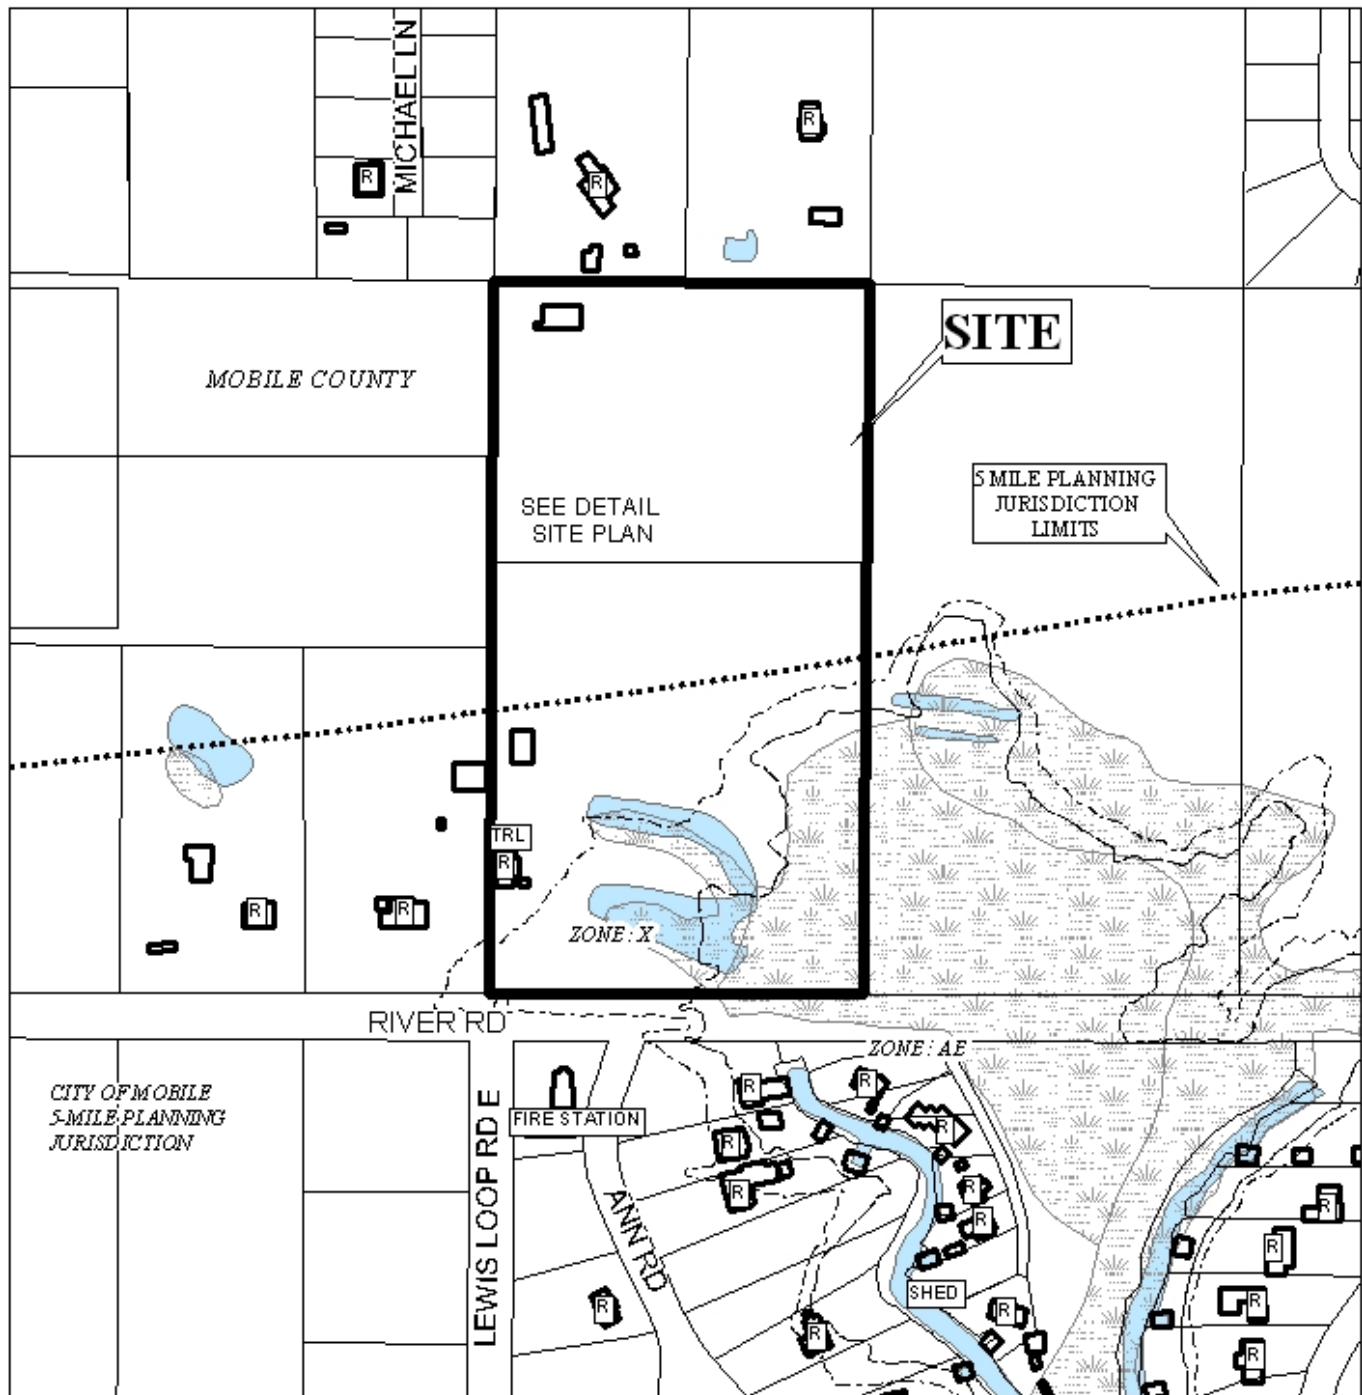 MICHAEL LN
R
R
R
SITE
MOBILE COUNTY
5 MILE PLANNING
JURISDICTION
LIMITS
SEE DETAIL
SITE PLAN
TRL
R
R
R
ZONE: X
RIVER RD
ZONE: AE
CITY OF MOBILE
5-MILE PLANNING
JURISDICTION
LEWIS LOOP RD E
FIRE STATION
ANN RD
R
R
R
R
R
R
R
R
R
SHED
R
R
R
R
R